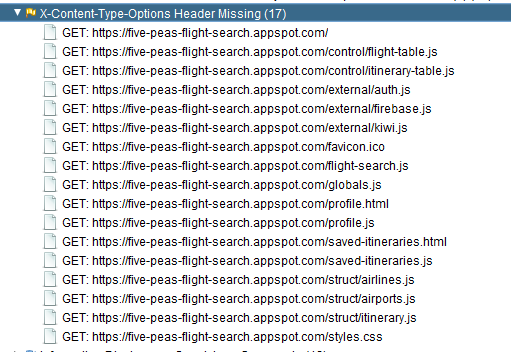 X-Content-Type-Options Header Missing (17)
GET: https://five-peas-flight-search.appspot.com/
GET: https://five-peas-flight-search.appspot.com/control/flight-table.js
GET: https://five-peas-flight-search.appspot.com/control/itinerary-table.js
GET: https://five-peas-flight-search.appspot.com/external/auth.js
GET: https://five-peas-flight-search.appspot.com/external/firebase.js
GET: https://five-peas-flight-search.appspot.com/external/kiwi.js
GET: https://five-peas-flight-search.appspot.com/favicon.ico
GET: https://five-peas-flight-search.appspot.com/flight-search.js
GET: https://five-peas-flight-search.appspot.com/globals.js
GET: https://five-peas-flight-search.appspot.com/profile.html
GET: https://five-peas-flight-search.appspot.com/profile.js
GET: https://five-peas-flight-search.appspot.com/saved-itineraries.html
GET: https://five-peas-flight-search.appspot.com/saved-itineraries.js
GET: https://five-peas-flight-search.appspot.com/struct/airlines.js
GET: https://five-peas-flight-search.appspot.com/struct/airports.js
GET: https://five-peas-flight-search.appspot.com/struct/itinerary.js
GET: https://five-peas-flight-search.appspot.com/styles.css